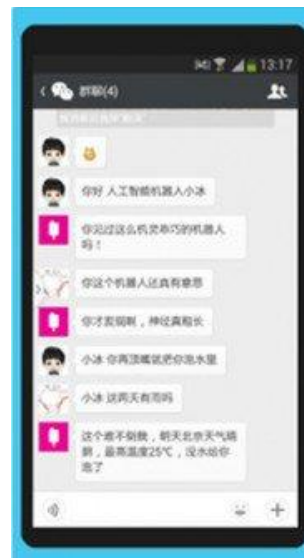 13:17
群聊(4)
你好 人工智能机器人小冰
你见过这么机灵乖巧的机器人
吗！
你这个机器人还真有意思
你才发现啊，神经真粗长
小冰 你再顶嘴就把你泡水里
小冰 这两天有雨吗
这个难不倒我，明天北京天气晴
朗，最高温度25℃，没水给你
泡了